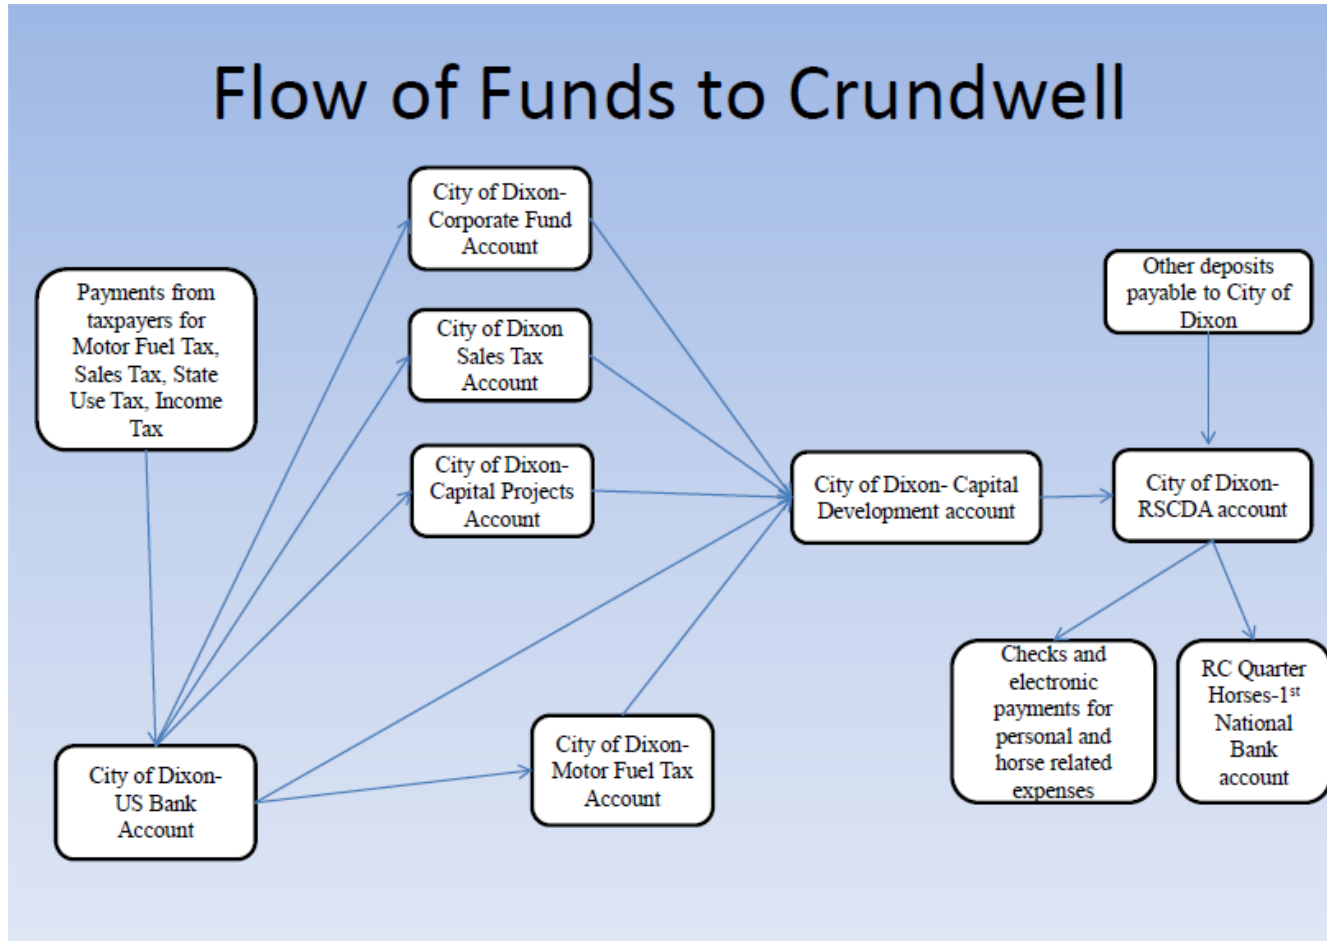 Flow of Funds to Crundwell
City of Dixon-
Corporate Fund
Account
Payments from
taxpayers for
Motor Fuel Tax,
Sales Tax, State
Use Tax, Income
Tax
City of Dixon
Sales Tax
Account
Other deposits
payable to City of
Dixon
City of Dixon-
Capital Projects
Account
City of Dixon- Capital
Development account
City of Dixon-
RSCDA account
City of Dixon-
US Bank
Account
City of Dixon-
Motor Fuel Tax
Account
Checks and
electronic
payments for
personal and
horse related
expenses
RC Quarter
Horses-1st
National
Bank
account